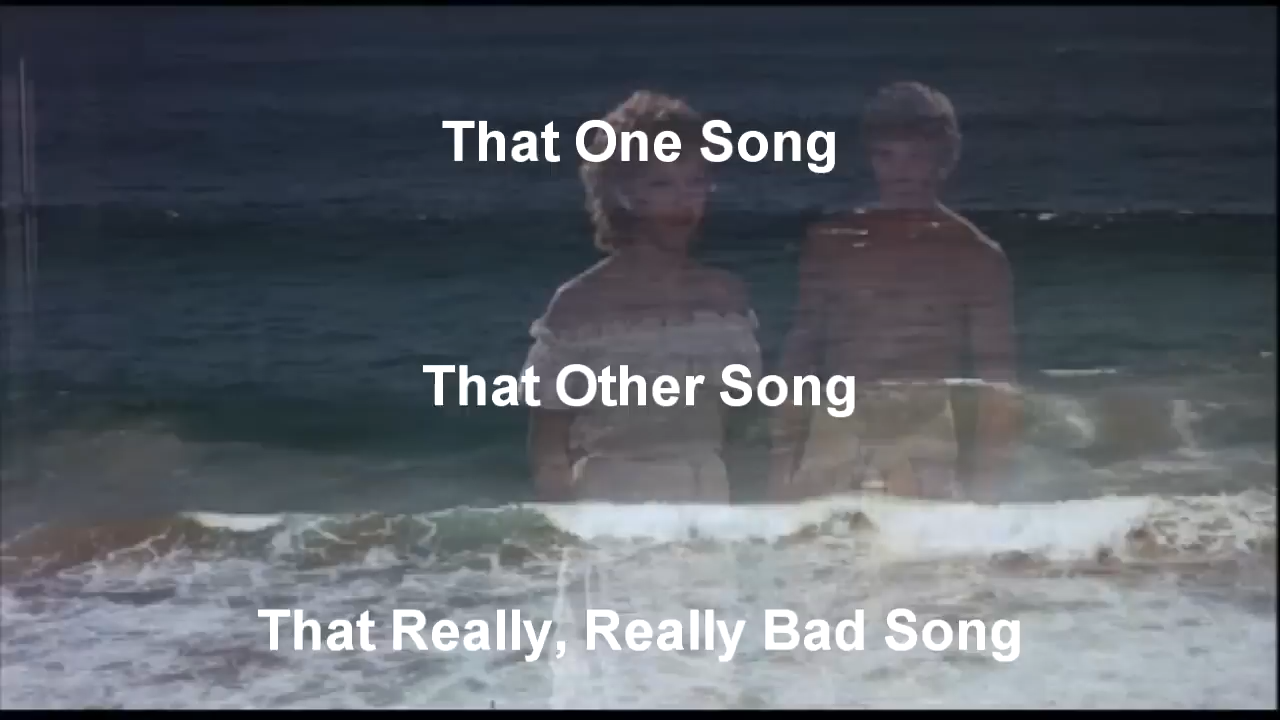 That One Song
That Other Song
That Really, Really Bad Song